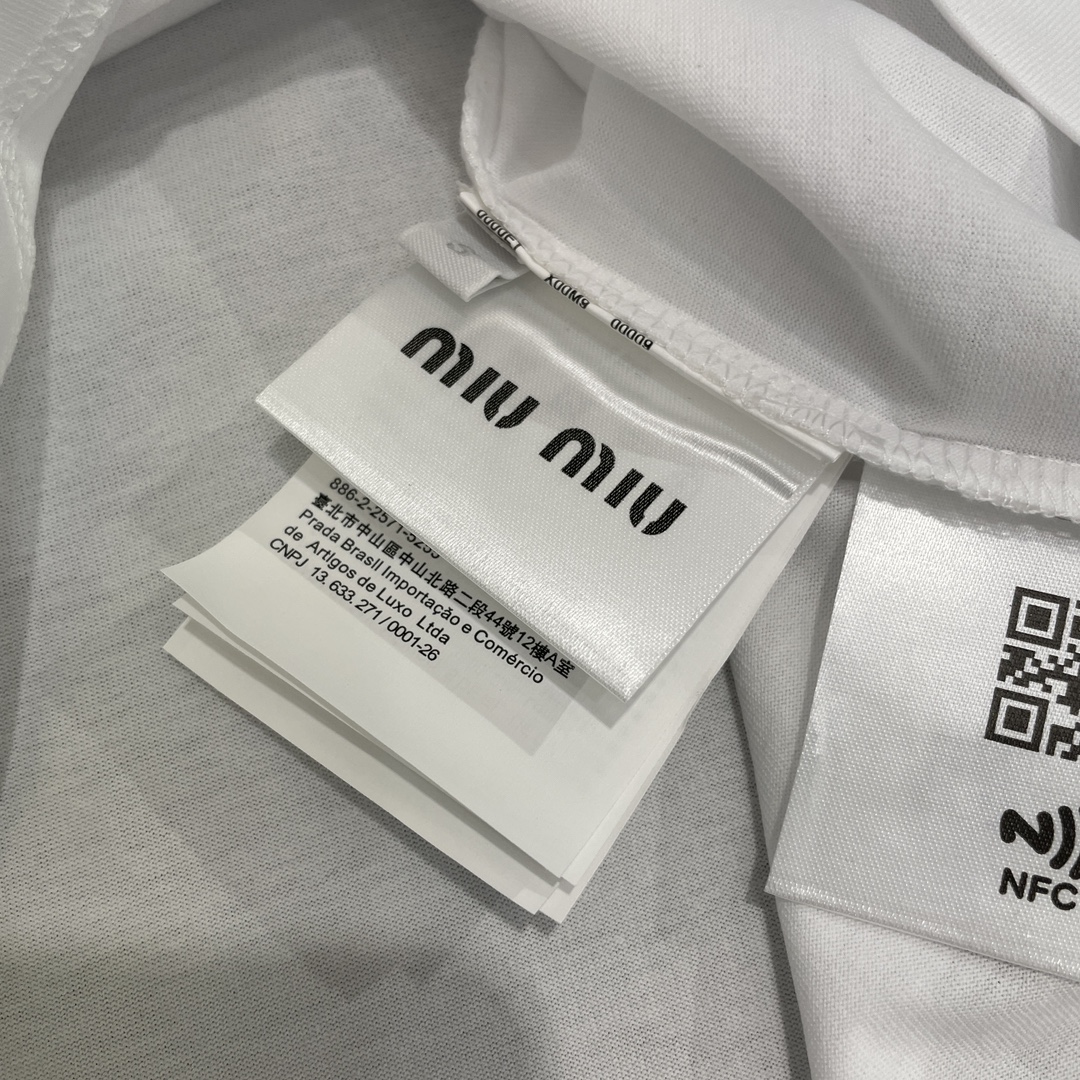 MIU MIU
886-2-2571-5295
臺北市中山區中山北路二段44號12樓A室
Prada Brasil Importação e Comércio
de Artigos de Luxo Ltda
CNPJ 13.633.271/0001-26
NFC